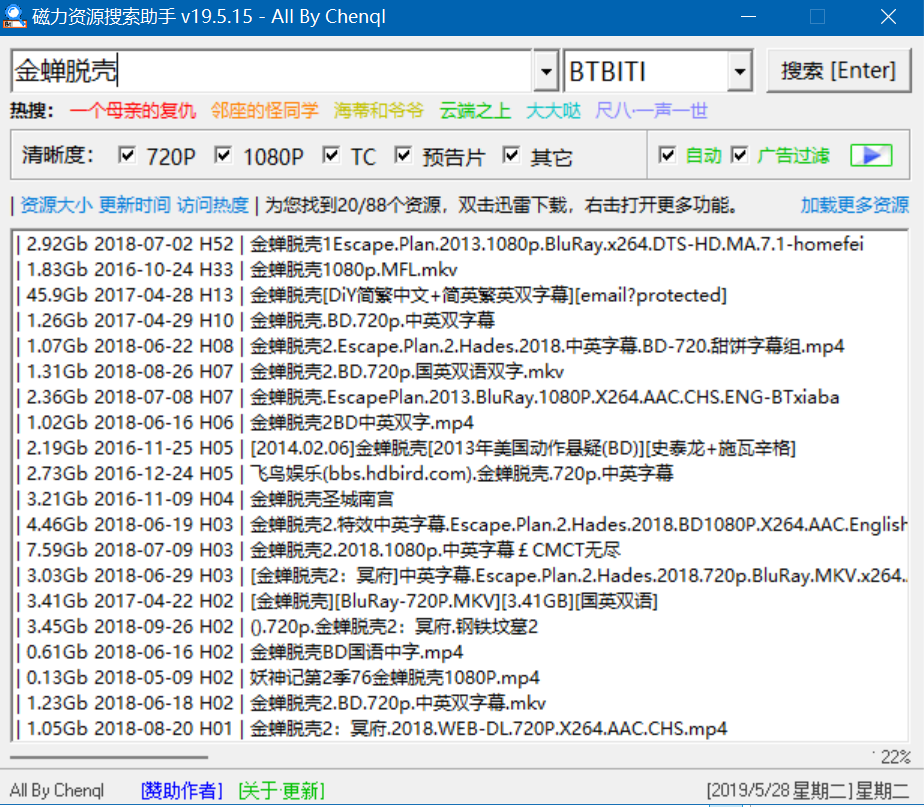 磁力资源搜索助手 v19.5.15 - All By Chenql
金蝉脱壳 BTBITI 搜索 [Enter]
热搜： 一个母亲的复仇 邻座的怪同学 海蒂和爷爷 云端之上 大大哒 尺八·一声一世
清晰度： 720P 1080P TC 预告片 其它 自动 广告过滤
| 资源大小 更新时间 访问热度 | 为您找到20/88个资源，双击迅雷下载，右击打开更多功能。 加载更多资源
| 2.92Gb 2018-07-02 H52 | 金蝉脱壳1Escape.Plan.2013.1080p.BluRay.x264.DTS-HD.MA.7.1-homefei
| 1.83Gb 2016-10-24 H33 | 金蝉脱壳1080p.MFL.mkv
| 45.9Gb 2017-04-28 H13 | 金蝉脱壳[DiY简繁中文+简英繁英双字幕][email?protected]
| 1.26Gb 2017-04-29 H10 | 金蝉脱壳.BD.720p.中英双字幕
| 1.07Gb 2018-06-22 H08 | 金蝉脱壳2.Escape.Plan.2.Hades.2018.中英字幕.BD-720.甜饼字幕组.mp4
| 1.31Gb 2018-08-26 H07 | 金蝉脱壳2.BD.720p.国英双语双字.mkv
| 2.36Gb 2018-07-08 H07 | 金蝉脱壳.EscapePlan.2013.BluRay.1080P.X264.AAC.CHS.ENG-BTxiaba
| 1.02Gb 2018-06-16 H06 | 金蝉脱壳2BD中英双字.mp4
| 2.19Gb 2016-11-25 H05 | [2014.02.06]金蝉脱壳[2013年美国动作悬疑(BD)][史泰龙+施瓦辛格]
| 2.73Gb 2016-12-24 H05 | 飞鸟娱乐(bbs.hdbird.com).金蝉脱壳.720p.中英字幕
| 3.21Gb 2016-11-09 H04 | 金蝉脱壳圣城南宫
| 4.46Gb 2018-06-19 H03 | 金蝉脱壳2.特效中英字幕.Escape.Plan.2.Hades.2018.BD1080P.X264.AAC.English
| 7.59Gb 2018-07-09 H03 | 金蝉脱壳2.2018.1080p.中英字幕￡CMCT无尽
| 3.03Gb 2018-06-29 H03 | [金蝉脱壳2：冥府]中英字幕.Escape.Plan.2.Hades.2018.720p.BluRay.MKV.x264.
| 3.41Gb 2017-04-22 H02 | [金蝉脱壳][BluRay-720P.MKV][3.41GB][国英双语]
| 3.45Gb 2018-09-26 H02 | ().720p.金蝉脱壳2：冥府.钢铁坟墓2
| 0.61Gb 2018-06-16 H02 | 金蝉脱壳BD国语中字.mp4
| 0.13Gb 2018-05-09 H02 | 妖神记第2季76金蝉脱壳1080P.mp4
| 1.23Gb 2018-06-18 H02 | 金蝉脱壳2.BD.720p.中英双字幕.mkv
| 1.05Gb 2018-08-20 H01 | 金蝉脱壳2：冥府.2018.WEB-DL.720P.X264.AAC.CHS.mp4
22%
All By Chenql [赞助作者] [关于·更新] [2019/5/28 星期二] 星期二